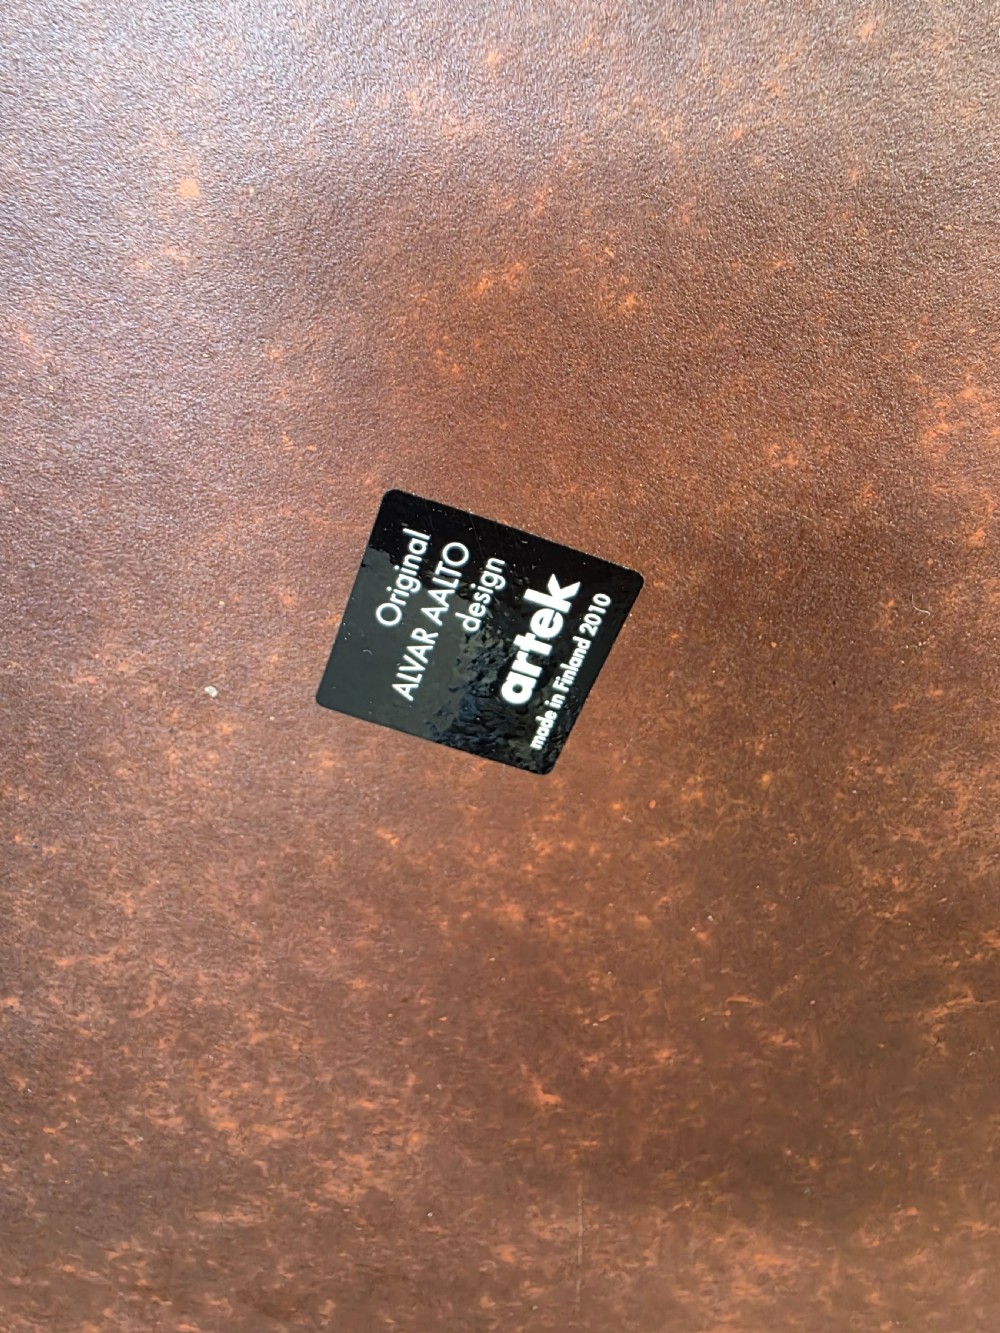 Original
ALVAR AALTO
design
artek
made in Finland 2010